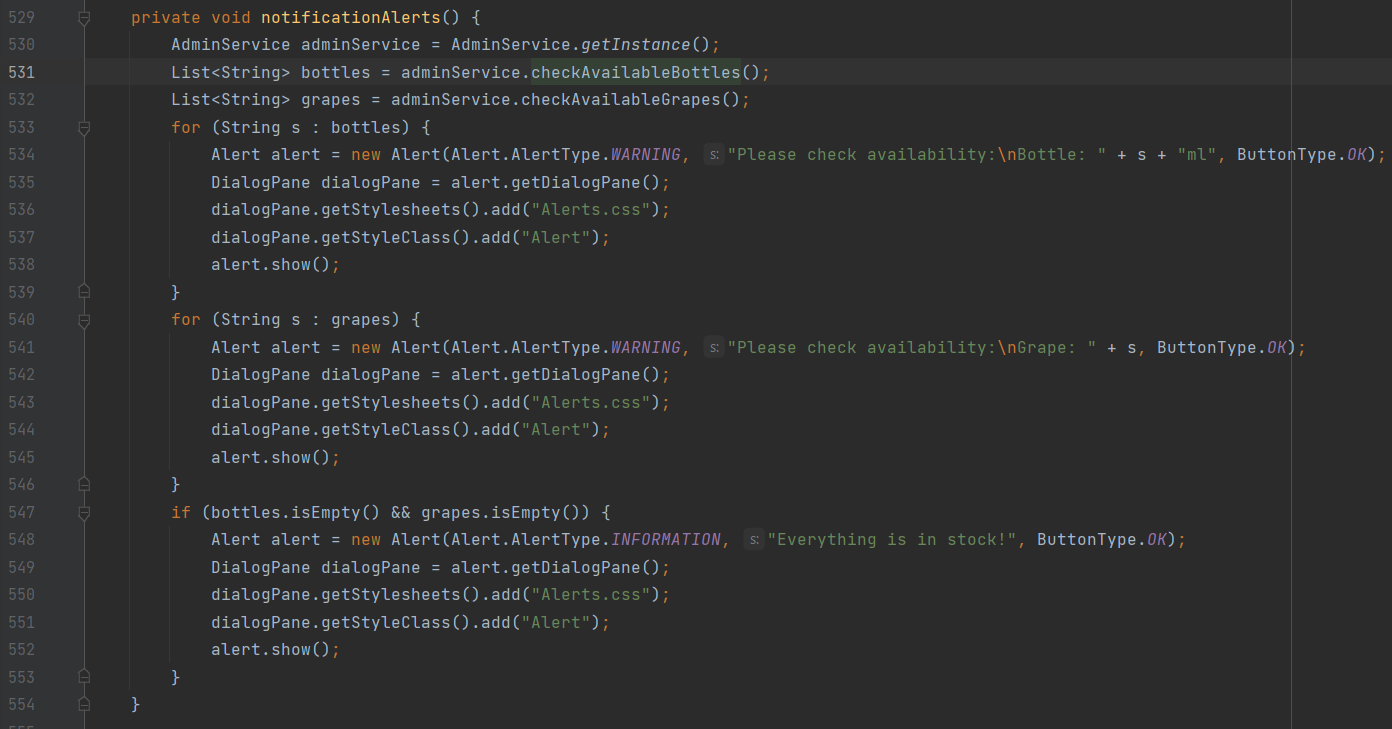 529 private void notificationAlerts() {
530 AdminService adminService = AdminService.getInstance();
531 List<String> bottles = adminService.checkAvailableBottles();
532 List<String> grapes = adminService.checkAvailableGrapes();
533 for (String s : bottles) {
534 Alert alert = new Alert(Alert.AlertType.WARNING, s: "Please check availability:\nBottle: " + s + "ml", ButtonType.OK);
535 DialogPane dialogPane = alert.getDialogPane();
536 dialogPane.getStylesheets().add("Alerts.css");
537 dialogPane.getStyleClass().add("Alert");
538 alert.show();
539 }
540 for (String s : grapes) {
541 Alert alert = new Alert(Alert.AlertType.WARNING, s: "Please check availability:\nGrape: " + s, ButtonType.OK);
542 DialogPane dialogPane = alert.getDialogPane();
543 dialogPane.getStylesheets().add("Alerts.css");
544 dialogPane.getStyleClass().add("Alert");
545 alert.show();
546 }
547 if (bottles.isEmpty() && grapes.isEmpty()) {
548 Alert alert = new Alert(Alert.AlertType.INFORMATION, s: "Everything is in stock!", ButtonType.OK);
549 DialogPane dialogPane = alert.getDialogPane();
550 dialogPane.getStylesheets().add("Alerts.css");
551 dialogPane.getStyleClass().add("Alert");
552 alert.show();
553 }
554 }